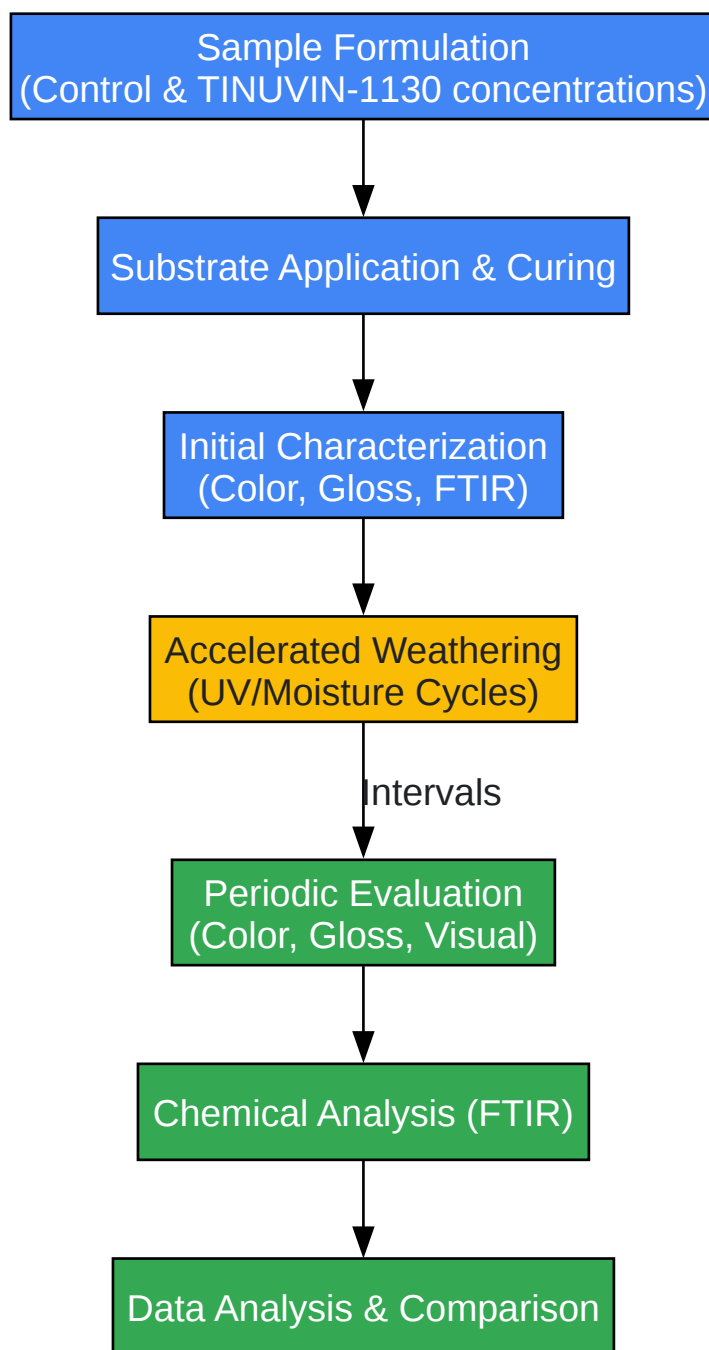 Sample Formulation
(Control & TINUVIN-1130 concentrations)
Substrate Application & Curing
Initial Characterization
(Color, Gloss, FTIR)
Accelerated Weathering
(UV/Moisture Cycles)
Intervals
Periodic Evaluation
(Color, Gloss, Visual)
Chemical Analysis (FTIR)
Data Analysis & Comparison